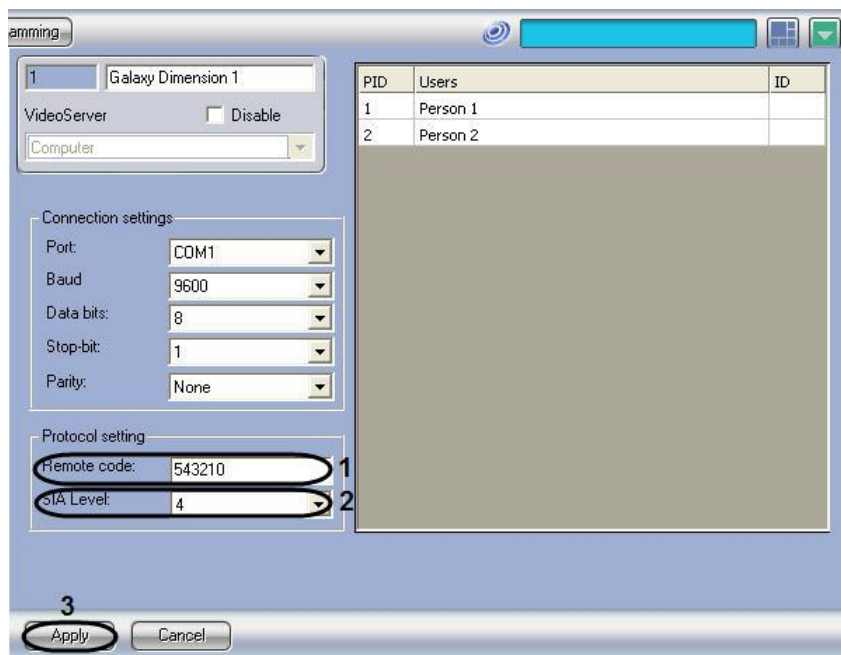 amming
1 Galaxy Dimension 1
VideoServer Disable
Computer
Connection settings
Port: COM1
Baud 9600
Data bits: 8
Stop-bit: 1
Parity: None
Protocol setting
Remote code: 543210 1
SIA Level: 4 2
PID Users ID
1 Person 1
2 Person 2
3
Apply Cancel